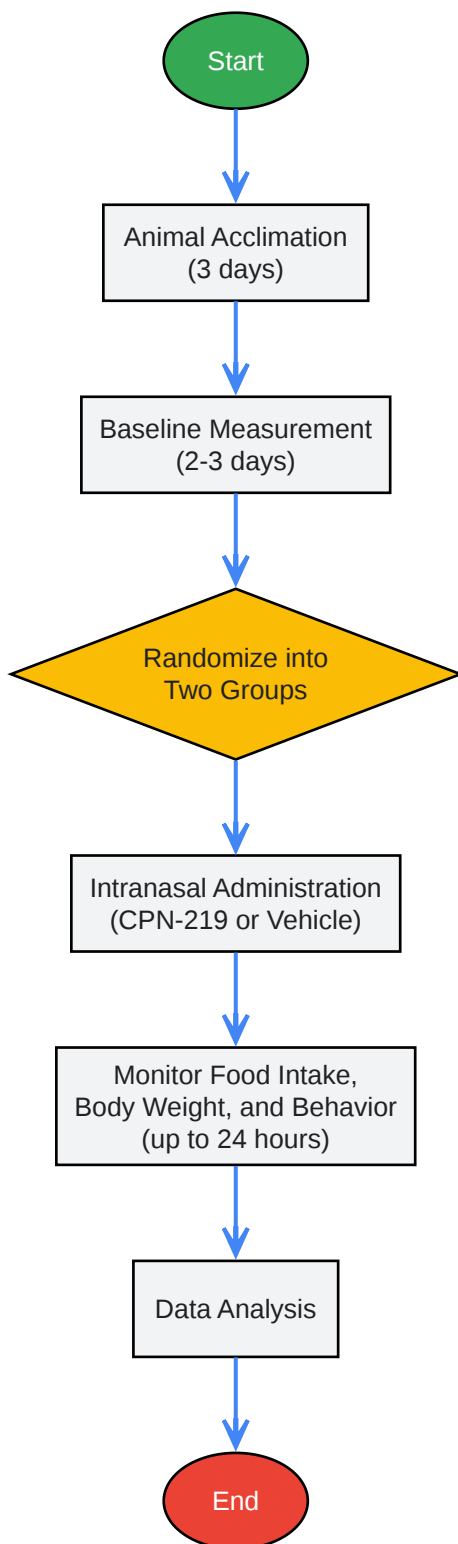 Start
Animal Acclimation
(3 days)
Baseline Measurement
(2-3 days)
Randomize into
Two Groups
Intranasal Administration
(CPN-219 or Vehicle)
Monitor Food Intake,
Body Weight, and Behavior
(up to 24 hours)
Data Analysis
End